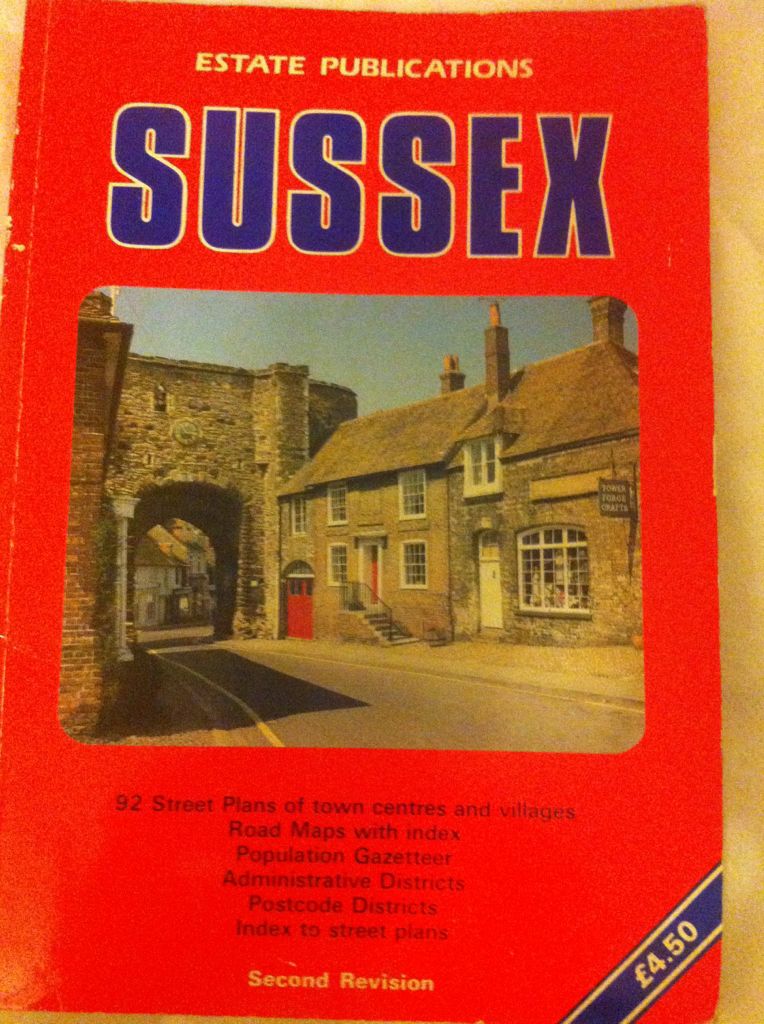 ESTATE PUBLICATIONS
SUSSEX
TOWER
FORGE
CRAFTS
92 Street Plans of town centres and villages
Road Maps with index
Population Gazetteer
Administrative Districts
Postcode Districts
Index to street plans
Second Revision
£4.50